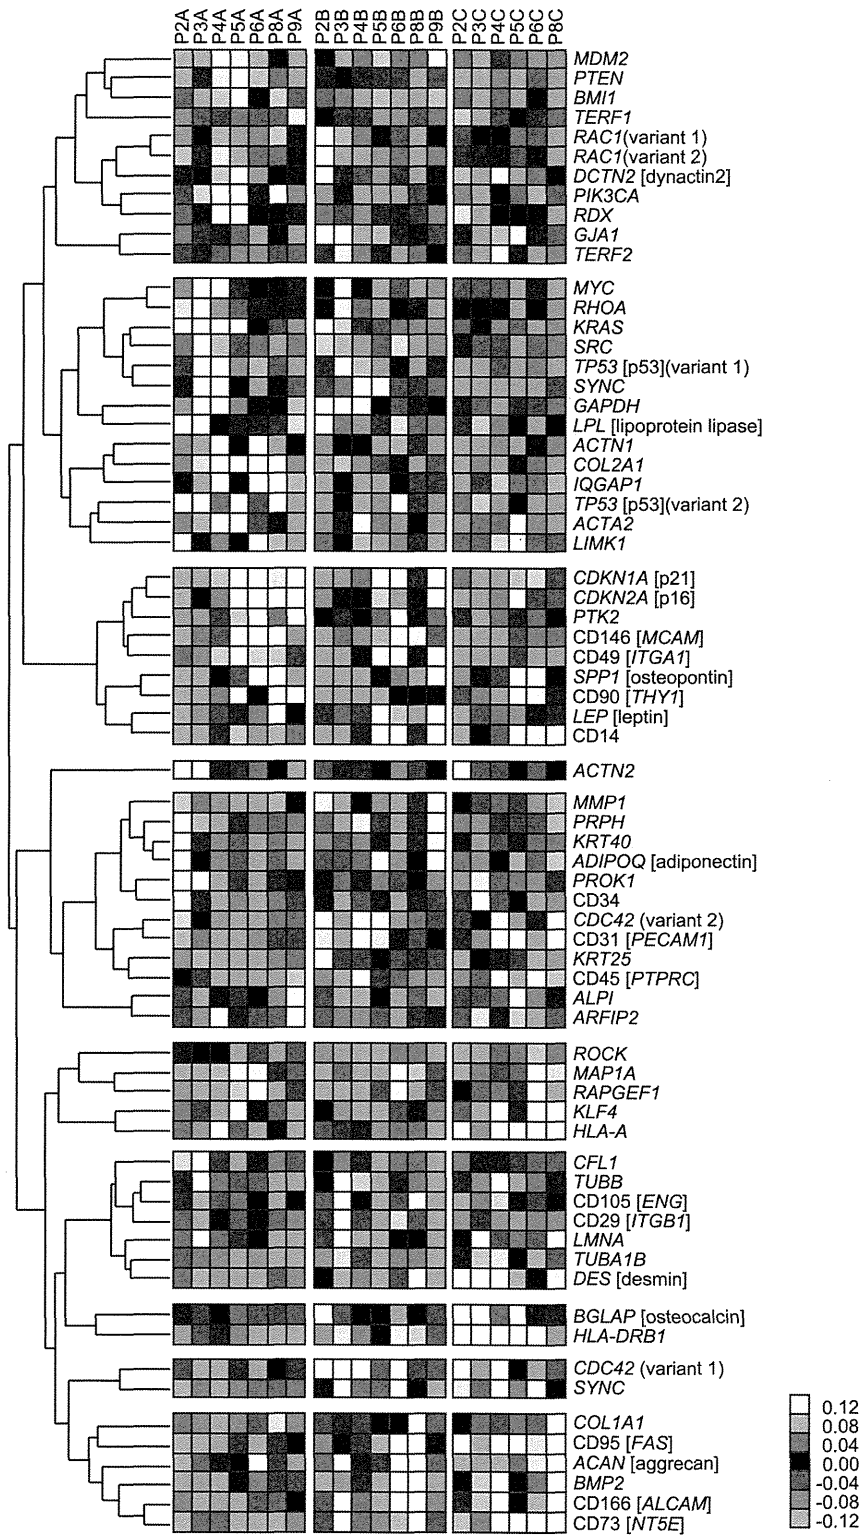 P2A P3A P4A P5A P6A P8A P9A P2B P3B P4B P5B P6B P8B P9B P2C P3C P4C P5C P6C P8C
MDM2
PTEN
BMI1
TERF1
RAC1(variant 1)
RAC1(variant 2)
DCTN2 [dynactin2]
PIK3CA
RDX
GJA1
TERF2
MYC
RHOA
KRAS
SRC
TP53 [p53](variant 1)
SYNC
GAPDH
LPL [lipoprotein lipase]
ACTN1
COL2A1
IQGAP1
TP53 [p53](variant 2)
ACTA2
LIMK1
CDKN1A [p21]
CDKN2A [p16]
PTK2
CD146 [MCAM]
CD49 [ITGA1]
SPP1 [osteopontin]
CD90 [THY1]
LEP [leptin]
CD14
ACTN2
MMP1
PRPH
KRT40
ADIPOQ [adiponectin]
PROK1
CD34
CDC42 (variant 2)
CD31 [PECAM1]
KRT25
CD45 [PTPRC]
ALPI
ARFIP2
ROCK
MAP1A
RAPGEF1
KLF4
HLA-A
CFL1
TUBB
CD105 [ENG]
CD29 [ITGB1]
LMNA
TUBA1B
DES [desmin]
BGLAP [osteocalcin]
HLA-DRB1
CDC42 (variant 1)
SYNC
COL1A1
CD95 [FAS]
ACAN [aggrecan]
BMP2
CD166 [ALCAM]
CD73 [NT5E]
0.12
0.08
0.04
0.00
-0.04
-0.08
-0.12